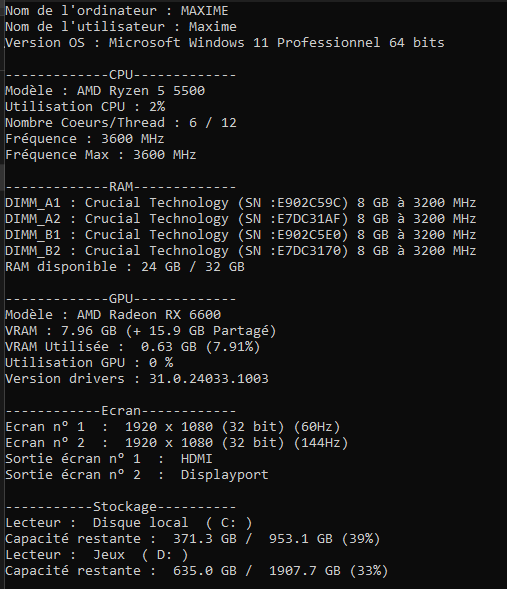 Nom de l'ordinateur : MAXIME
Nom de l'utilisateur : Maxime
Version OS : Microsoft Windows 11 Professionnel 64 bits
-------------CPU-------------
Modèle : AMD Ryzen 5 5500
Utilisation CPU : 2%
Nombre Coeurs/Thread : 6 / 12
Fréquence : 3600 MHz
Fréquence Max : 3600 MHz
-------------RAM-------------
DIMM_A1 : Crucial Technology (SN :E902C59C) 8 GB à 3200 MHz
DIMM_A2 : Crucial Technology (SN :E7DC31AF) 8 GB à 3200 MHz
DIMM_B1 : Crucial Technology (SN :E902C5E0) 8 GB à 3200 MHz
DIMM_B2 : Crucial Technology (SN :E7DC3170) 8 GB à 3200 MHz
RAM disponible : 24 GB / 32 GB
-------------GPU-------------
Modèle : AMD Radeon RX 6600
VRAM : 7.96 GB (+ 15.9 GB Partagé)
VRAM Utilisée :  0.63 GB (7.91%)
Utilisation GPU : 0 %
Version drivers : 31.0.24033.1003
------------Ecran------------
Ecran n° 1  :  1920 x 1080 (32 bit) (60Hz)
Ecran n° 2  :  1920 x 1080 (32 bit) (144Hz)
Sortie écran n° 1  :  HDMI
Sortie écran n° 2  :  Displayport
-----------Stockage----------
Lecteur :  Disque local  ( C: )
Capacité restante :  371.3 GB /  953.1 GB (39%)
Lecteur :  Jeux  ( D: )
Capacité restante :  635.0 GB /  1907.7 GB (33%)